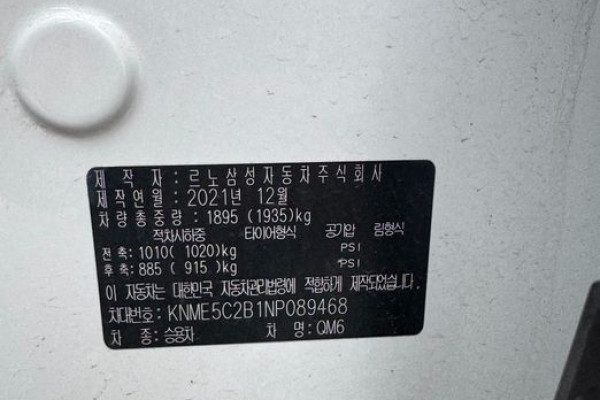 제 작 자 : 르노삼성자동차주식회사
제작연월 : 2021년 12월
차량총중량 : 1895 (1935)kg
적차시하중 타이어형식 공기압 림형식
전 축 : 1010( 1020)kg PSI
후 축 : 885 ( 915 )kg PSI
이 자동차는 대한민국 자동차관리법령에 적합하게 제작되었습니다.
차대번호 : KNME5C2B1NP089468
차 종 : 승용차 차 명 : QM6